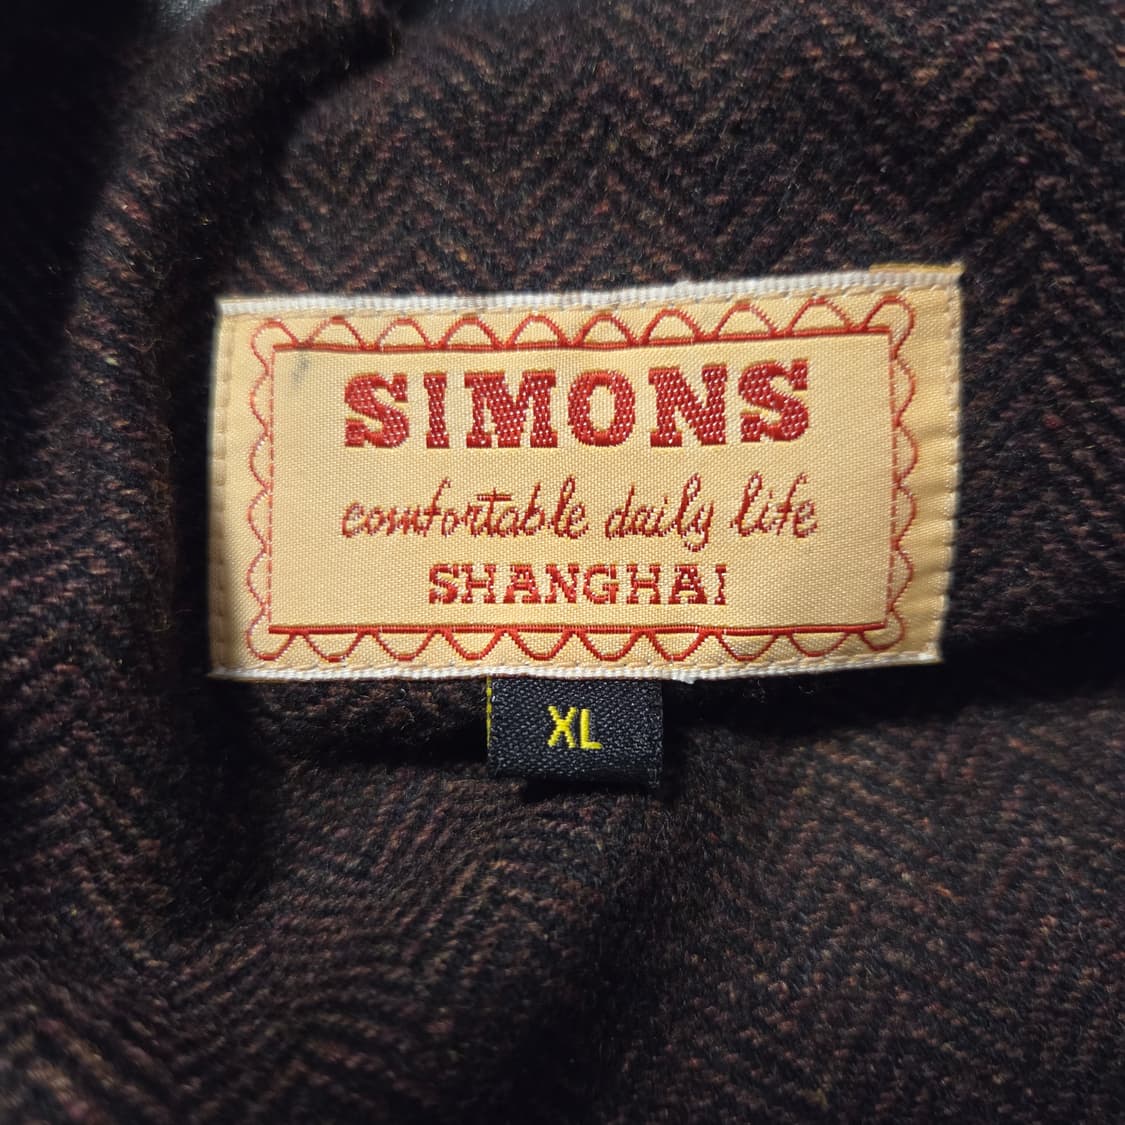 SIMONS
comfortable daily life
SHANGHAI
XL